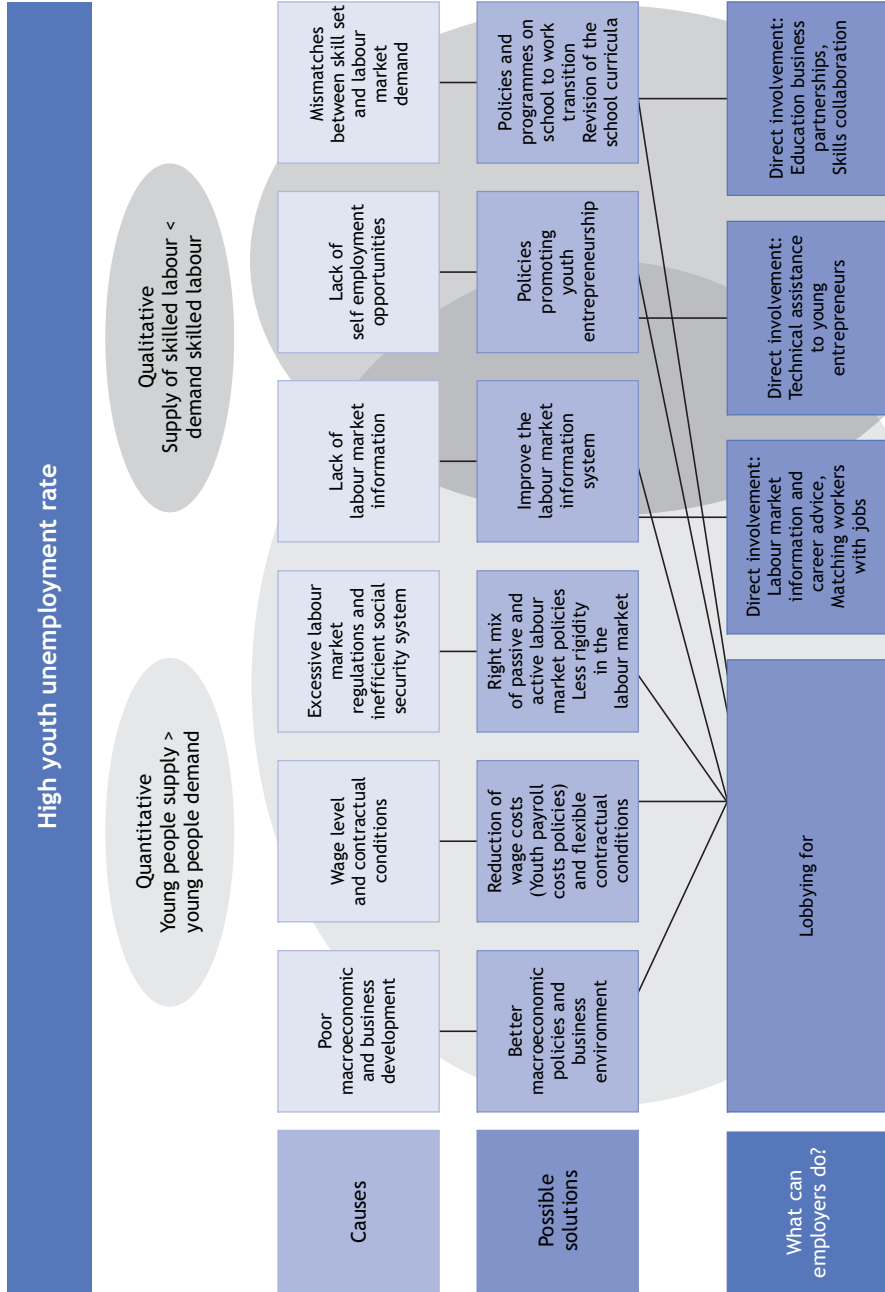 High youth unemployment rate
Quantitative
Young people supply >
young people demand
Qualitative
Supply of skilled labour <
demand skilled labour
Causes
Poor
macroeconomic
and business
development
Wage level
and contractual
conditions
Excessive labour
market
regulations and
inefficient social
security system
Lack of
labour market
information
Lack of
self employment
opportunities
Mismatches
between skill set
and labour
market
demand
Possible
solutions
Better
macroeconomic
policies and
business
environment
Reduction of
wage costs
(Youth payroll
costs policies)
and flexible
contractual
conditions
Right mix
of passive and
active labour
market policies
Less rigidity
in the
labour market
Improve the
labour market
information
system
Policies
promoting
youth
entrepreneurship
Policies and
programmes on
school to work
transition
Revision of the
school curricula
What can
employers do?
Lobbying for
Direct involvement:
Labour market
information and
career advice,
Matching workers
with jobs
Direct involvement:
Technical assistance
to young
entrepreneurs
Direct involvement:
Education business
partnerships,
Skills collaboration